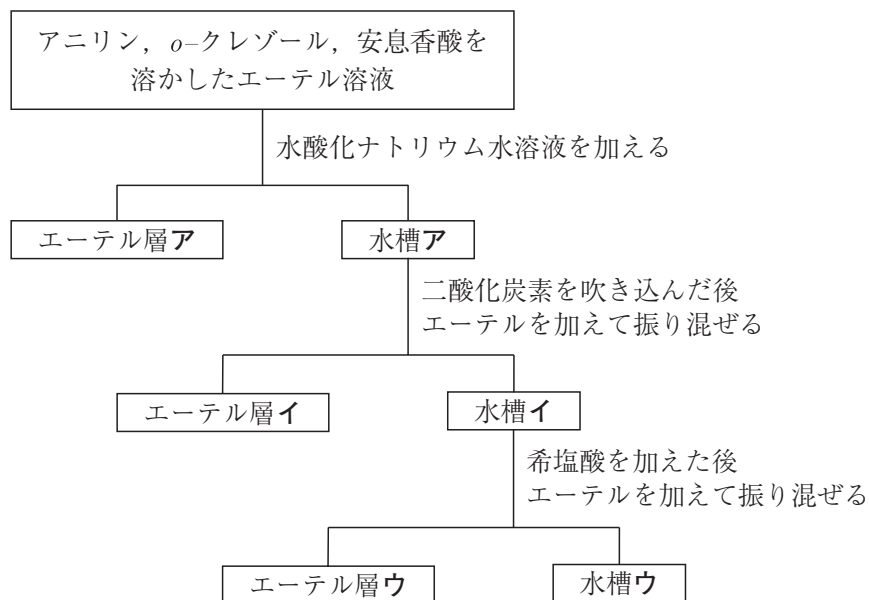 アニリン，o–クレゾール，安息香酸を
溶かしたエーテル溶液
水酸化ナトリウム水溶液を加える
エーテル層ア
水槽ア
二酸化炭素を吹き込んだ後
エーテルを加えて振り混ぜる
エーテル層イ
水槽イ
希塩酸を加えた後
エーテルを加えて振り混ぜる
エーテル層ウ
水槽ウ